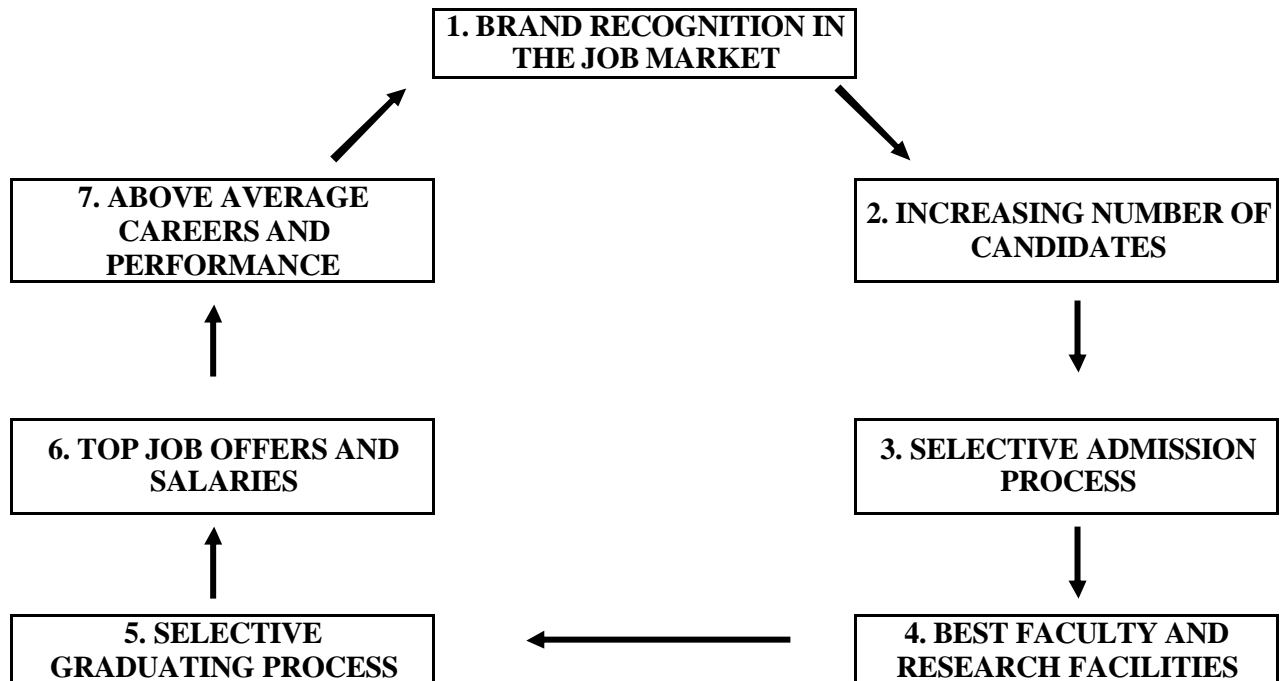 1. BRAND RECOGNITION IN
THE JOB MARKET
2. INCREASING NUMBER OF
CANDIDATES
3. SELECTIVE ADMISSION
PROCESS
4. BEST FACULTY AND
RESEARCH FACILITIES
5. SELECTIVE
GRADUATING PROCESS
6. TOP JOB OFFERS AND
SALARIES
7. ABOVE AVERAGE
CAREERS AND
PERFORMANCE